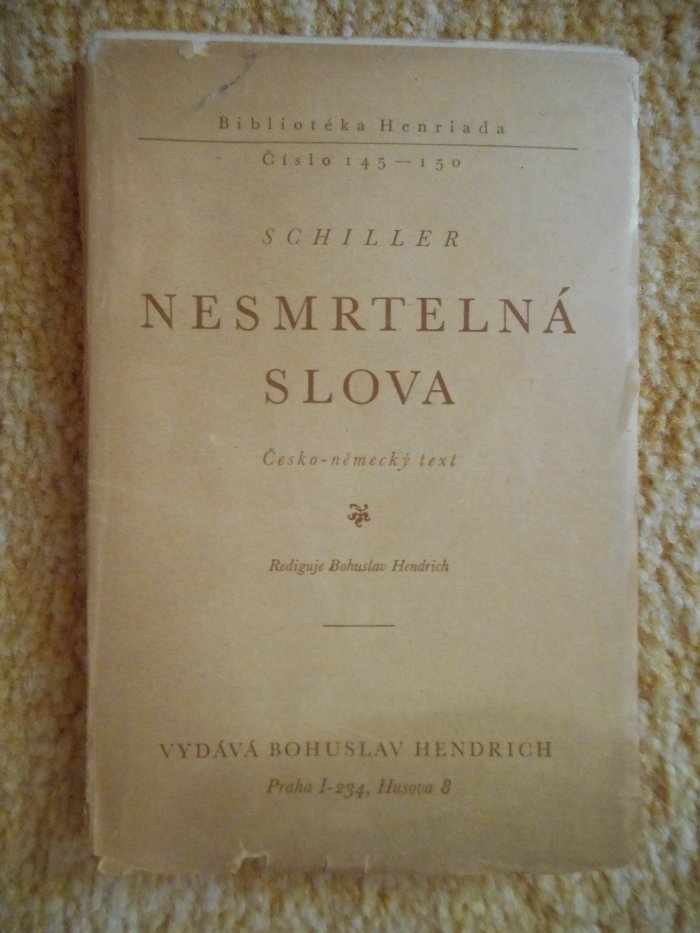 Bibliotéka Henriada
Číslo 145—150
SCHILLER
NESMRTELNÁ
SLOVA
Česko-německý text
Rediguje Bohuslav Hendrich
VYDÁVÁ BOHUSLAV HENDRICH
Praha I-234, Husova 8